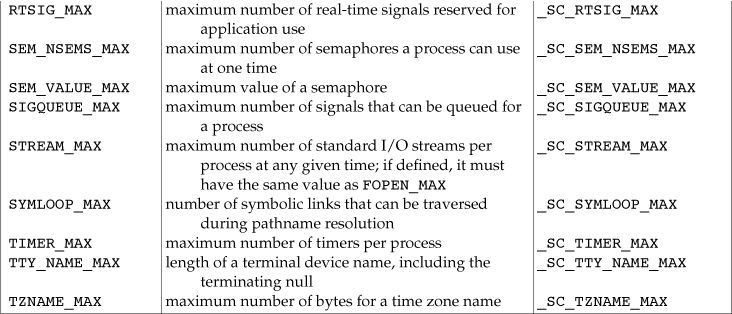 RTSIG_MAX maximum number of real-time signals reserved for _SC_RTSIG_MAX
application use
SEM_NSEMS_MAX maximum number of semaphores a process can use _SC_SEM_NSEMS_MAX
at one time
SEM_VALUE_MAX maximum value of a semaphore _SC_SEM_VALUE_MAX
SIGQUEUE_MAX maximum number of signals that can be queued for _SC_SIGQUEUE_MAX
a process
STREAM_MAX maximum number of standard I/O streams per _SC_STREAM_MAX
process at any given time; if defined, it must
have the same value as FOPEN_MAX
SYMLOOP_MAX number of symbolic links that can be traversed _SC_SYMLOOP_MAX
during pathname resolution
TIMER_MAX maximum number of timers per process _SC_TIMER_MAX
TTY_NAME_MAX length of a terminal device name, including the _SC_TTY_NAME_MAX
terminating null
TZNAME_MAX maximum number of bytes for a time zone name _SC_TZNAME_MAX